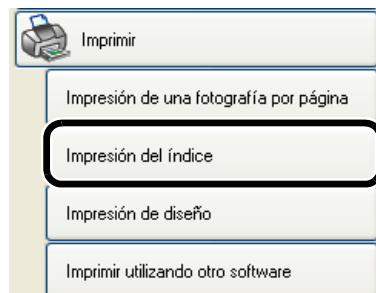 Imprimir
Impresión de una fotografía por página
Impresión del índice
Impresión de diseño
Imprimir utilizando otro software